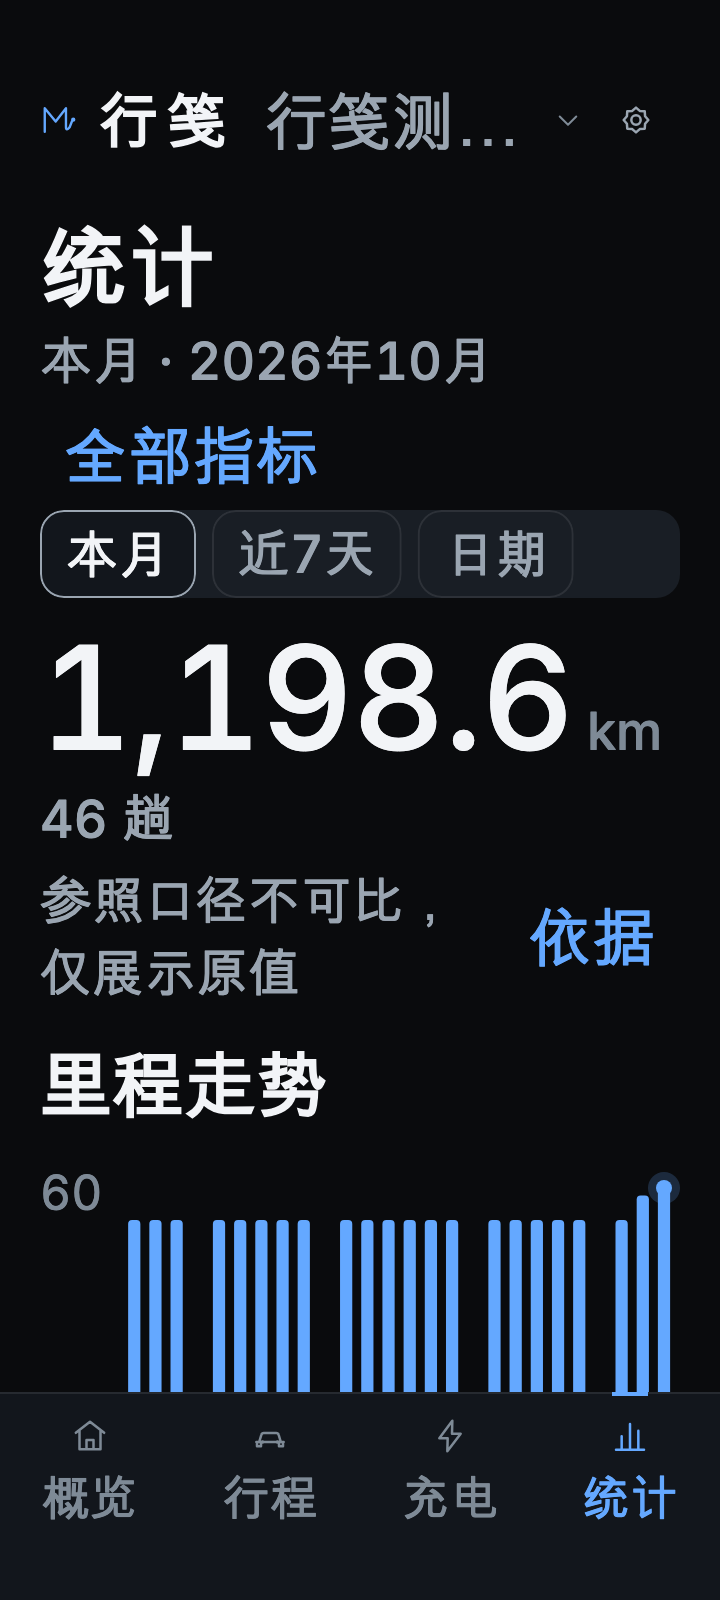 行笺 行笺测...
统计
本月 · 2026年10月
全部指标
本月 近7天 日期
1,198.6 km
46 趟
参照口径不可比，
仅展示原值
依据
里程走势
60
概览 行程 充电 统计